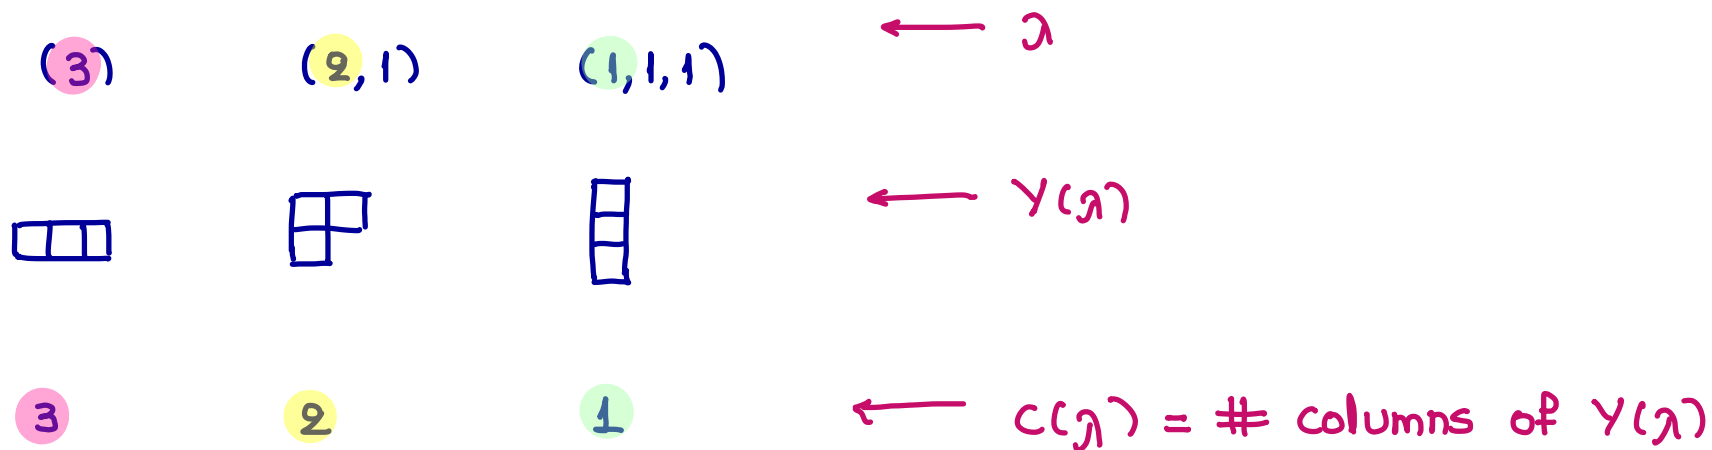 (3) (2,1) (1,1,1) ← λ
← Y(λ)
3 2 1 ← C(λ) = # columns of Y(λ)